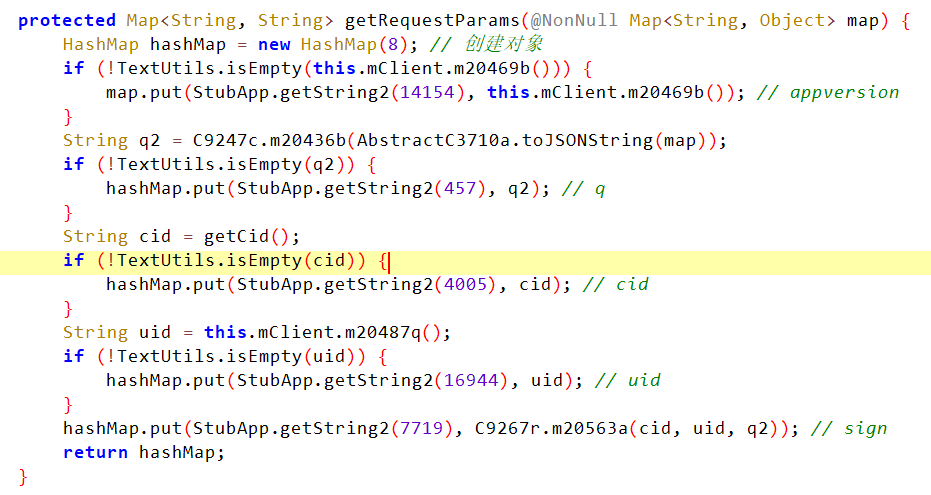 protected Map<String, String> getRequestParams(@NonNull Map<String, Object> map) {
    HashMap hashMap = new HashMap(8); // 创建对象
    if (!TextUtils.isEmpty(this.mClient.m20469b())) {
        map.put(StubApp.getString2(14154), this.mClient.m20469b()); // appversion
    }
    String q2 = C9247c.m20436b(AbstractC3710a.toJSONString(map));
    if (!TextUtils.isEmpty(q2)) {
        hashMap.put(StubApp.getString2(457), q2); // q
    }
    String cid = getCid();
    if (!TextUtils.isEmpty(cid)) {
        hashMap.put(StubApp.getString2(4005), cid); // cid
    }
    String uid = this.mClient.m20487q();
    if (!TextUtils.isEmpty(uid)) {
        hashMap.put(StubApp.getString2(16944), uid); // uid
    }
    hashMap.put(StubApp.getString2(7719), C9267r.m20563a(cid, uid, q2)); // sign
    return hashMap;
}